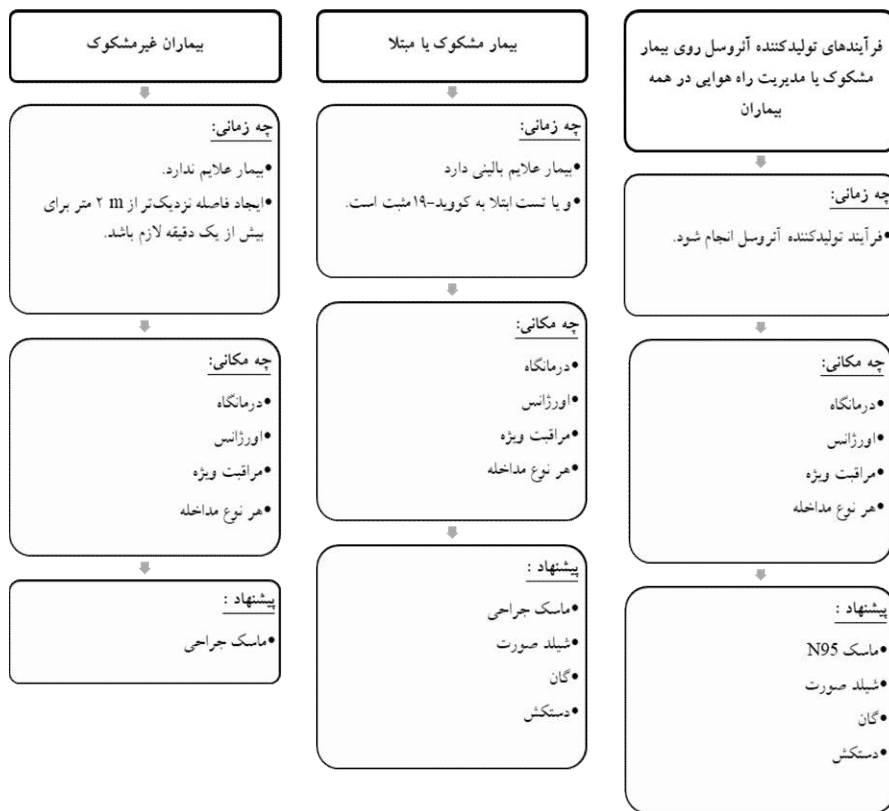 فرآیندهای تولیدکننده آئروسل روی بیمار
مشکوک یا مدیریت راه هوایی در همه
بیماران
چه زمانی:
•فرآیند تولیدکننده آئروسل انجام شود.
چه مکانی:
•درمانگاه
•اورژانس
•مراقبت ویژه
•هر نوع مداخله
پیشنهاد :
•ماسک N95
•شیلد صورت
•گان
•دستکش
بیمار مشکوک یا مبتلا
چه زمانی:
•بیمار علایم بالینی دارد
•و یا تست ابتلا به کووید-۱۹مثبت است.
چه مکانی:
•درمانگاه
•اورژانس
•مراقبت ویژه
•هر نوع مداخله
پیشنهاد :
•ماسک جراحی
•شیلد صورت
•گان
•دستکش
بیماران غیرمشکوک
چه زمانی:
•بیمار علایم ندارد.
•ایجاد فاصله نزدیک‌تر از ۲ m متر برای
بیش از یک دقیقه لازم باشد.
چه مکانی:
•درمانگاه
•اورژانس
•مراقبت ویژه
•هر نوع مداخله
پیشنهاد :
•ماسک جراحی